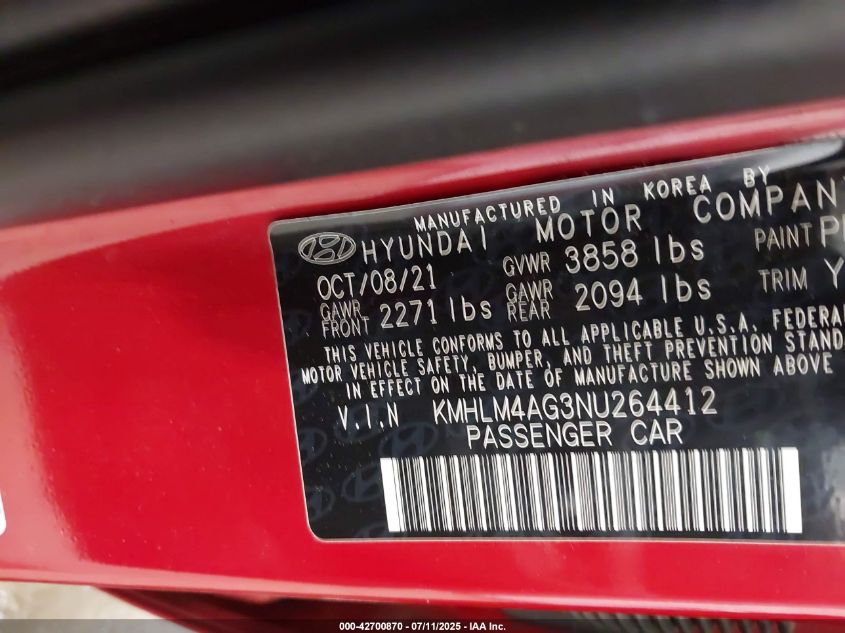 MANUFACTURED IN KOREA BY
HYUNDAI MOTOR COMPAN
OCT/08/21 GVWR 3858 lbs PAINT
GAWR FRONT 2271 lbs GAWR REAR 2094 lbs TRIM Y
THIS VEHICLE CONFORMS TO ALL APPLICABLE U.S.A. FEDERAL
MOTOR VEHICLE SAFETY, BUMPER, AND THEFT PREVENTION STAND
IN EFFECT ON THE DATE OF MANUFACTURE SHOWN ABOVE
V.I.N KMHLM4AG3NU264412
PASSENGER CAR
000-42700870 - 07/11/2025 - IAA Inc.